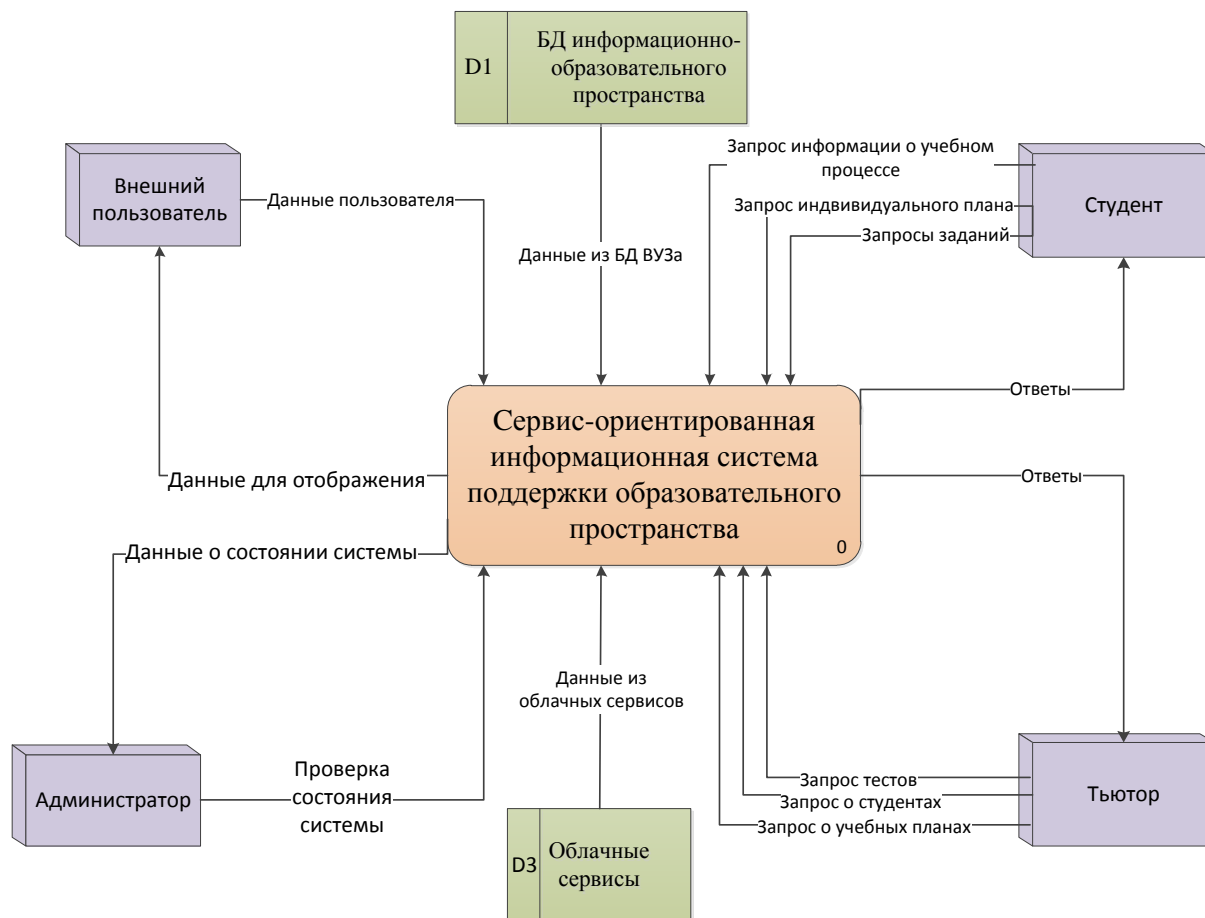 D1
БД информационно-
образовательного
пространства
Внешний
пользователь
Данные пользователя
Данные из БД ВУЗа
Запрос информации о учебном
процессе
Запрос индвивидуального плана
Запросы заданий
Студент
Ответы
Сервис-ориентированная
информационная система
поддержки образовательного
пространства
0
Данные для отображения
Ответы
Данные о состоянии системы
Данные из
облачных сервисов
Администратор
Проверка
состояния
системы
Запрос тестов
Запрос о студентах
Запрос о учебных планах
Тьютор
D3
Облачные
сервисы